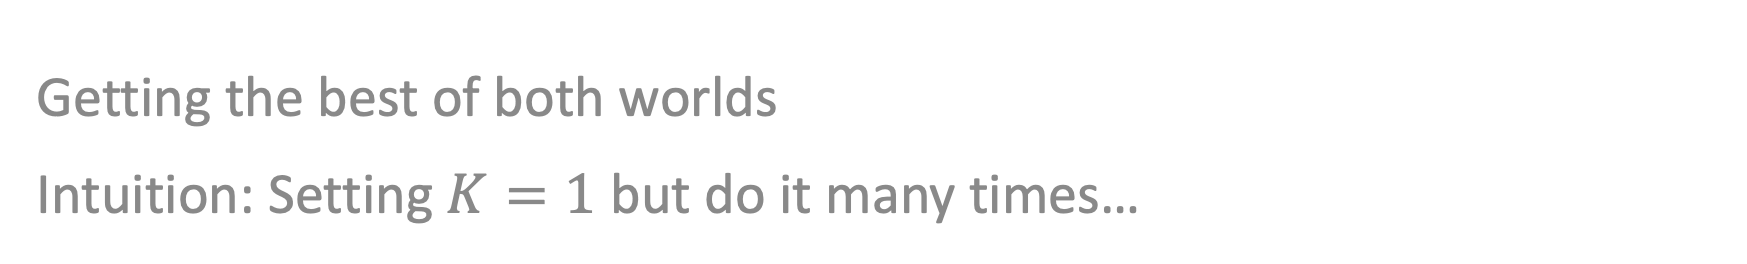 Getting the best of both worlds
Intuition: Setting K = 1 but do it many times...